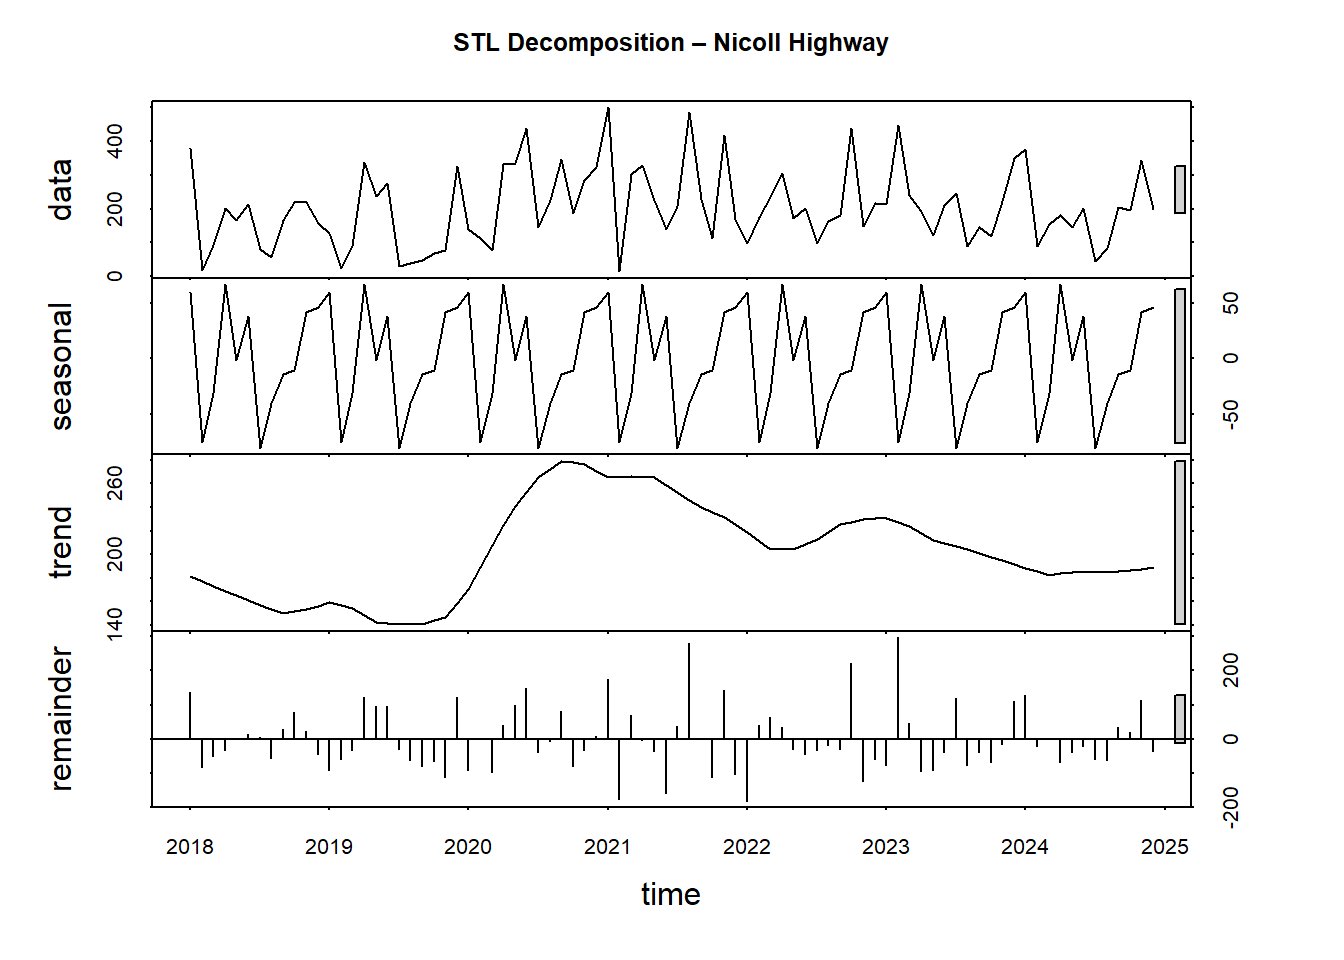 STL Decomposition – Nicoll Highway
data
0 200 400
seasonal
-50 0 50
trend
140 200 260
remainder
-200 0 200
2018 2019 2020 2021 2022 2023 2024 2025
time